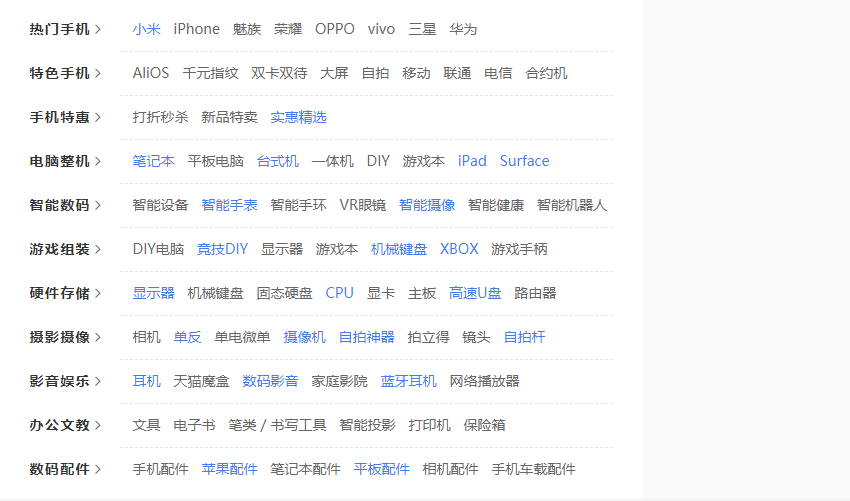 热门手机 > 小米 iPhone 魅族 荣耀 OPPO vivo 三星 华为
特色手机 > AliOS 千元指纹 双卡双待 大屏 自拍 移动 联通 电信 合约机
手机特惠 > 打折秒杀 新品特卖 实惠精选
电脑整机 > 笔记本 平板电脑 台式机 一体机 DIY 游戏本 iPad Surface
智能数码 > 智能设备 智能手表 智能手环 VR眼镜 智能摄像 智能健康 智能机器人
游戏组装 > DIY电脑 竞技DIY 显示器 游戏本 机械键盘 XBOX 游戏手柄
硬件存储 > 显示器 机械键盘 固态硬盘 CPU 显卡 主板 高速U盘 路由器
摄影摄像 > 相机 单反 单电微单 摄像机 自拍神器 拍立得 镜头 自拍杆
影音娱乐 > 耳机 天猫魔盒 数码影音 家庭影院 蓝牙耳机 网络播放器
办公文教 > 文具 电子书 笔类 / 书写工具 智能投影 打印机 保险箱
数码配件 > 手机配件 苹果配件 笔记本配件 平板配件 相机配件 手机车载配件